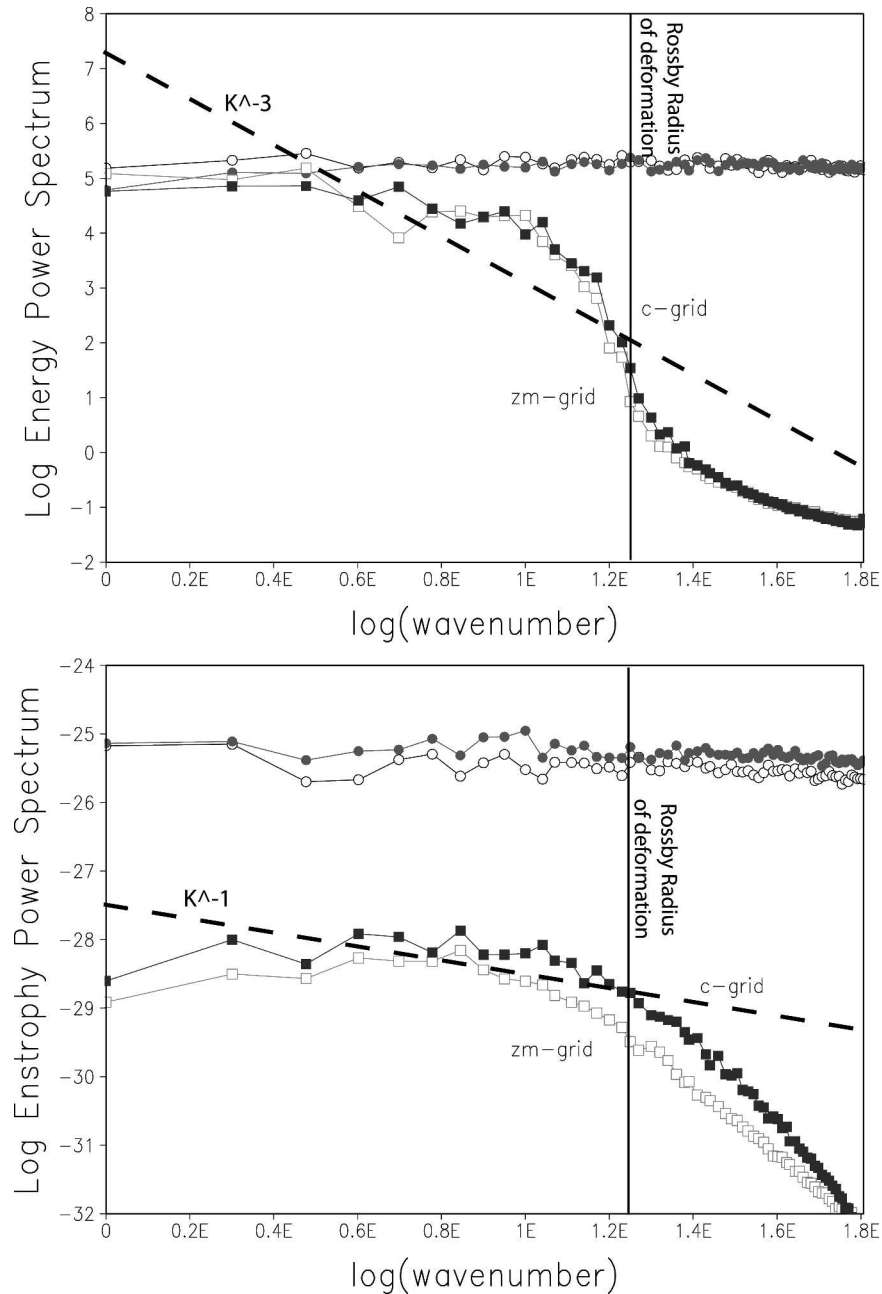 8
7
6
5
4
3
2
1
0
-1
-2
Log Energy Power Spectrum
K^-3
Rossby Radius
of deformation
c-grid
zm-grid
0
0.2E
0.4E
0.6E
0.8E
1E
1.2E
1.4E
1.6E
1.8E
log(wavenumber)
-24
-25
-26
-27
-28
-29
-30
-31
-32
Log Enstrophy Power Spectrum
K^-1
Rossby Radius
of deformation
c-grid
zm-grid
0
0.2E
0.4E
0.6E
0.8E
1E
1.2E
1.4E
1.6E
1.8E
log(wavenumber)